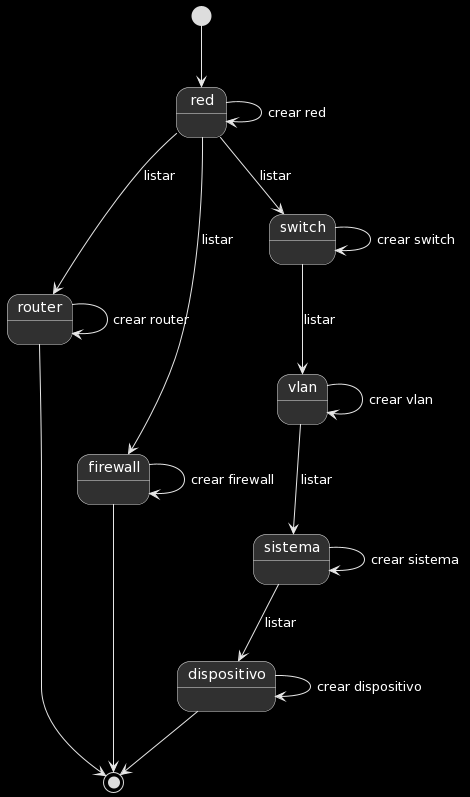 red
crear red
listar
listar
listar
switch
crear switch
listar
router
crear router
vlan
crear vlan
firewall
crear firewall
listar
sistema
crear sistema
listar
dispositivo
crear dispositivo